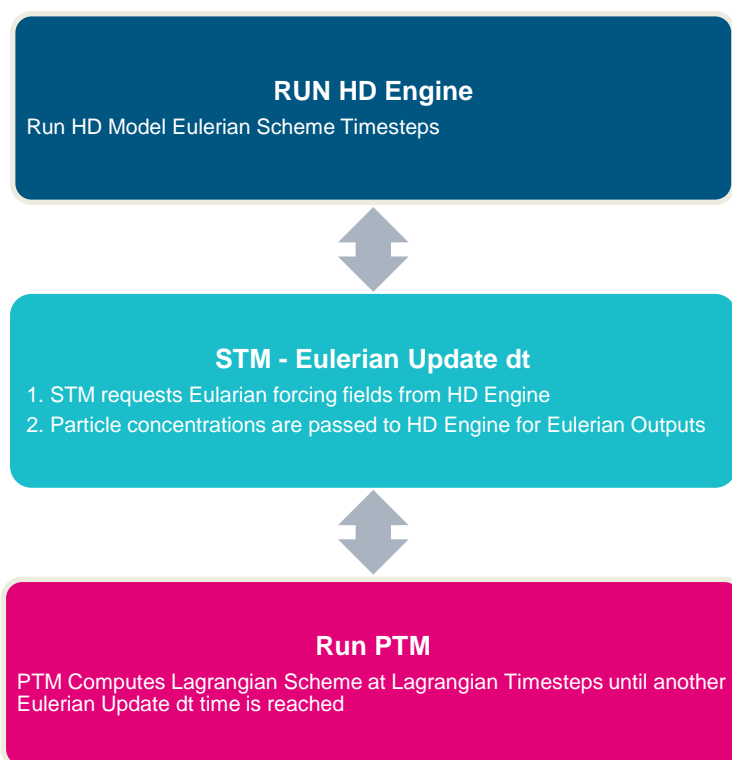 RUN HD Engine
Run HD Model Eulerian Scheme Timesteps
STM - Eulerian Update dt
1. STM requests Eularian forcing fields from HD Engine
2. Particle concentrations are passed to HD Engine for Eulerian Outputs
Run PTM
PTM Computes Lagrangian Scheme at Lagrangian Timesteps until another
Eulerian Update dt time is reached